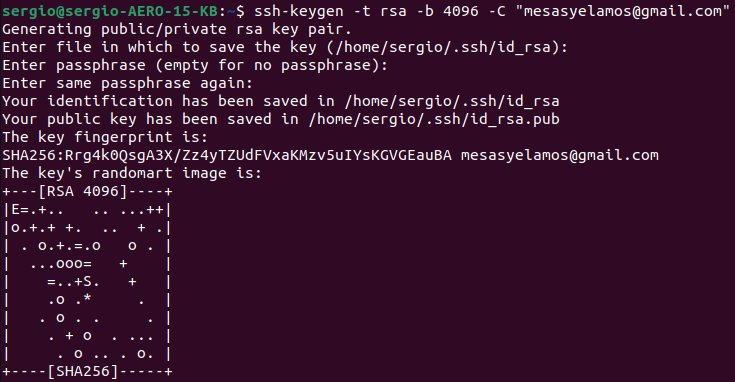 sergio@sergio-AERO-15-KB:~$ ssh-keygen -t rsa -b 4096 -C "mesasyelamos@gmail.com"
Generating public/private rsa key pair.
Enter file in which to save the key (/home/sergio/.ssh/id_rsa):
Enter passphrase (empty for no passphrase):
Enter same passphrase again:
Your identification has been saved in /home/sergio/.ssh/id_rsa
Your public key has been saved in /home/sergio/.ssh/id_rsa.pub
The key fingerprint is:
SHA256:Rrg4k0QsgA3X/Zz4yTZUdFVxaKMzv5uIYsKGVGEauBA mesasyelamos@gmail.com
The key's randomart image is:
+---[RSA 4096]----+
|E=.+..   .. ...++|
|o.+.+ +.  ..  + .|
| . o.+.=.o   o . |
|  ...ooo=   +    |
|    =..+S.   +   |
|    .o .*     .  |
|   . o . .     . |
|    . + o  . ... |
|     . o .. . o. |
+----[SHA256]-----+